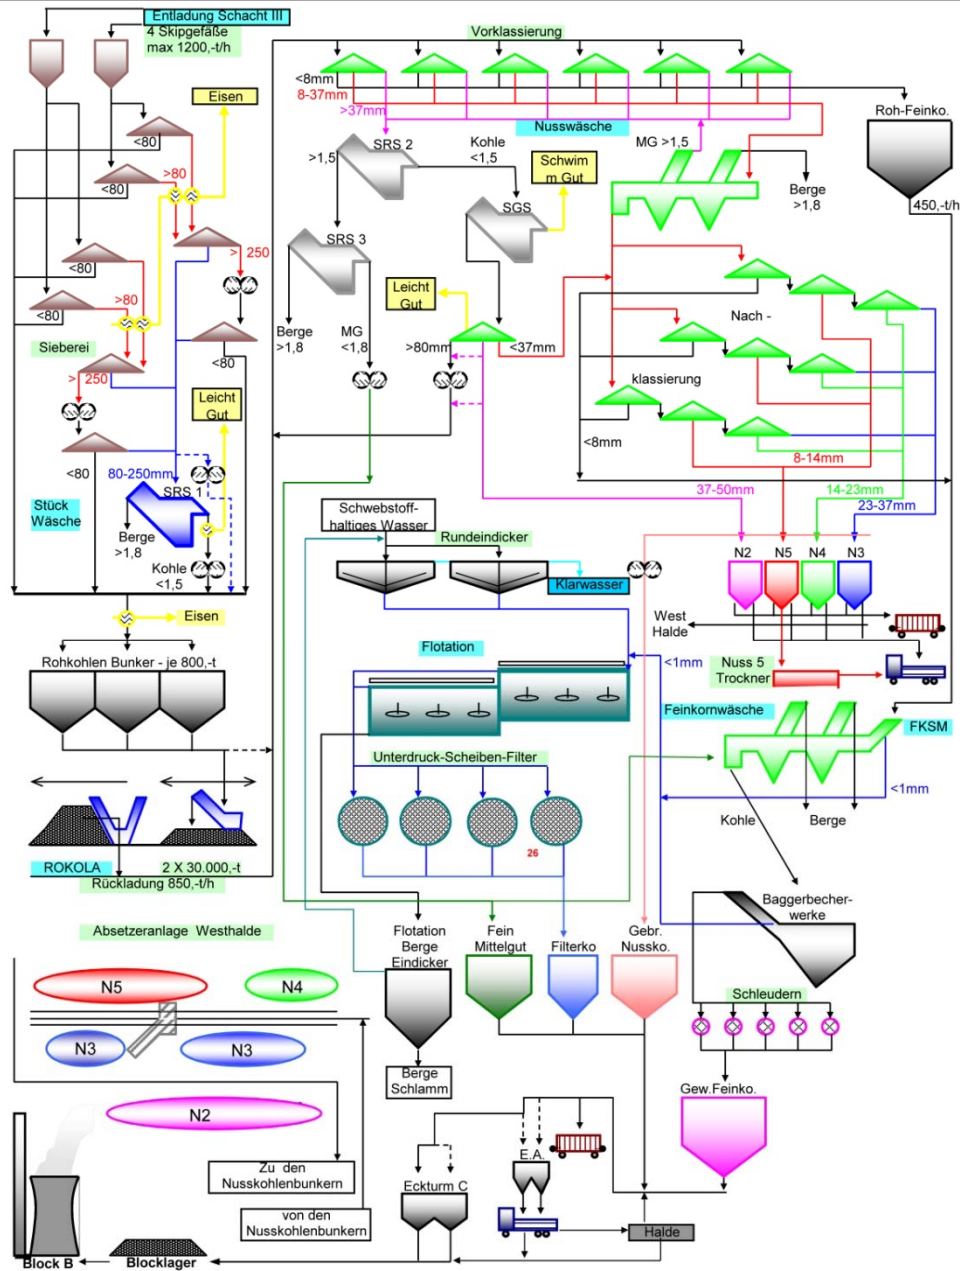 Entladung Schacht III
4 Skipgefäße
max 1200,-t/h
Vorklassierung
<8mm
8-37mm
>37mm
Eisen
Roh-Feinko.
450,-t/h
Nusswäsche
SRS 2
>1,5
Kohle
<1,5
Schwim
m Gut
MG >1,5
Berge
>1,8
<80
>80
<80
SGS
SRS 3
> 250
<80
>80
<80
Leicht
Gut
Nach -
Berge
>1,8
MG
<1,8
>80mm
<37mm
Sieberei
<80
> 250
klassierung
Leicht
Gut
<8mm
8-14mm
<80
80-250mm
SRS 1
37-50mm
14-23mm
23-37mm
Stück
Wäsche
Berge
>1,8
Kohle
<1,5
Schwebstoff-
haltiges Wasser
Rundeindicker
Klarwasser
N2
N5
N4
N3
West
Halde
Eisen
Flotation
<1mm
Nuss 5
Trockner
Rohkohlen Bunker - je 800,-t
Feinkornwäsche
FKSM
Unterdruck-Scheiben-Filter
<1mm
Kohle
Berge
26
ROKOLA
2 X 30.000,-t
Rückladung 850,-t/h
Baggerbecher-
werke
Absetzeranlage Westhalde
Flotation
Berge
Eindicker
Fein
Mittelgut
Filterko
Gebr.
Nussko.
N5
N4
Schleudern
N3
N3
Berge
Schlamm
Gew.Feinko.
N2
E.A.
Zu den
Nusskohlenbunkern
Eckturm C
von den
Nusskohlenbunkern
Halde
Block B
Blocklager